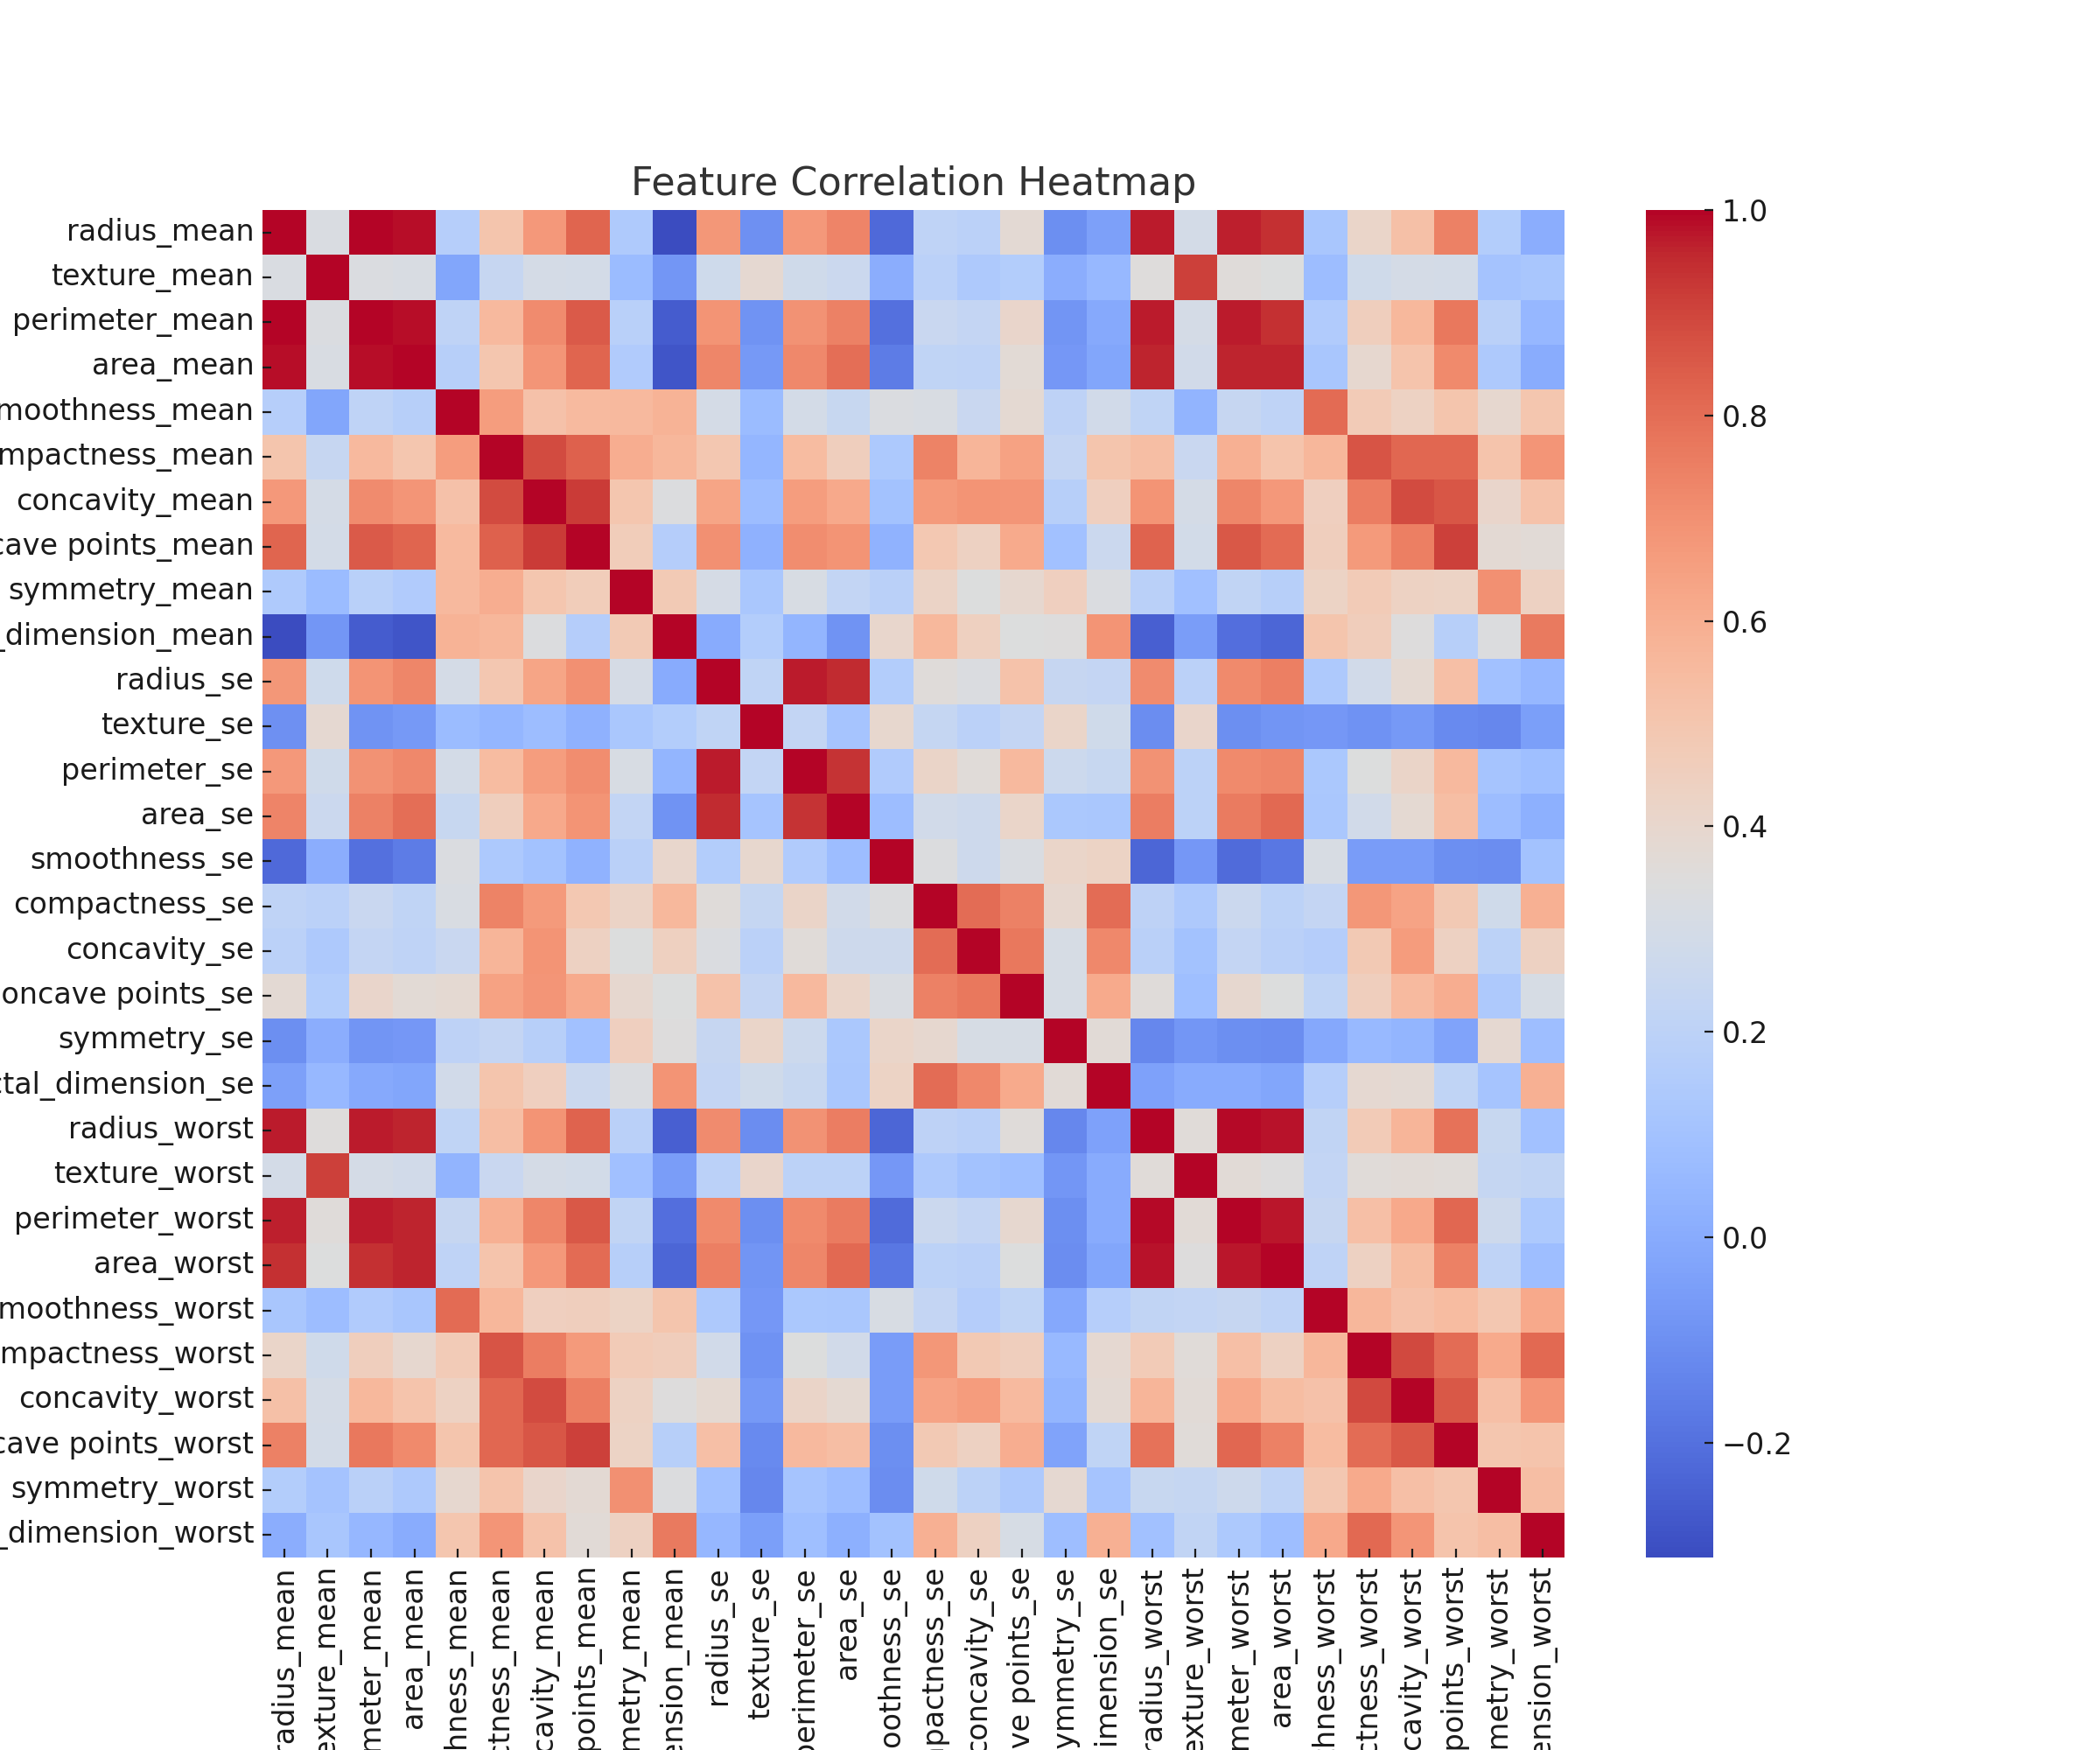 Feature Correlation Heatmap
radius_mean
texture_mean
perimeter_mean
area_mean
moothness_mean
mpactness_mean
concavity_mean
cave points_mean
symmetry_mean
_dimension_mean
radius_se
texture_se
perimeter_se
area_se
smoothness_se
compactness_se
concavity_se
oncave points_se
symmetry_se
ctal_dimension_se
radius_worst
texture_worst
perimeter_worst
area_worst
moothness_worst
mpactness_worst
concavity_worst
cave points_worst
symmetry_worst
_dimension_worst
radius_mean
exture_mean
meter_mean
area_mean
hness_mean
ctness_mean
cavity_mean
points_mean
metry_mean
ension_mean
radius_se
texture_se
perimeter_se
area_se
oothness_se
pactness_se
concavity_se
ve points_se
ymmetry_se
imension_se
radius_worst
exture_worst
meter_worst
area_worst
hness_worst
ctness_worst
cavity_worst
points_worst
metry_worst
ension_worst
1.0
0.8
0.6
0.4
0.2
0.0
−0.2